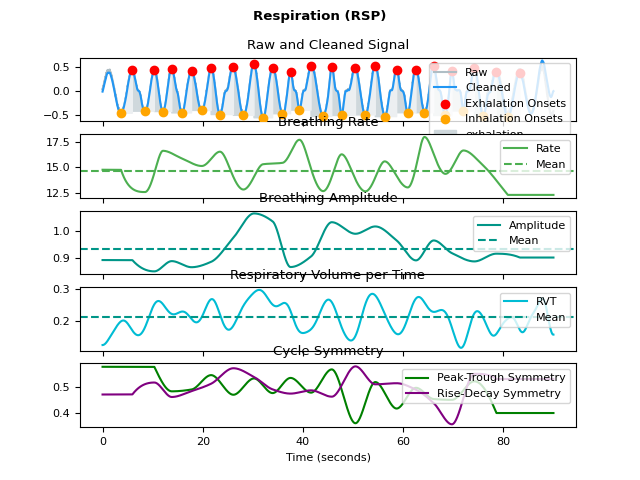 Respiration (RSP)
Raw and Cleaned Signal
0.5
0.0
−0.5
Raw
Cleaned
Exhalation Onsets
Inhalation Onsets
exhalation
Breathing Rate
17.5
15.0
12.5
Rate
Mean
Breathing Amplitude
1.0
0.9
Amplitude
Mean
Respiratory Volume per Time
0.3
0.2
RVT
Mean
Cycle Symmetry
0.5
0.4
Peak-Trough Symmetry
Rise-Decay Symmetry
0 20 40 60 80
Time (seconds)